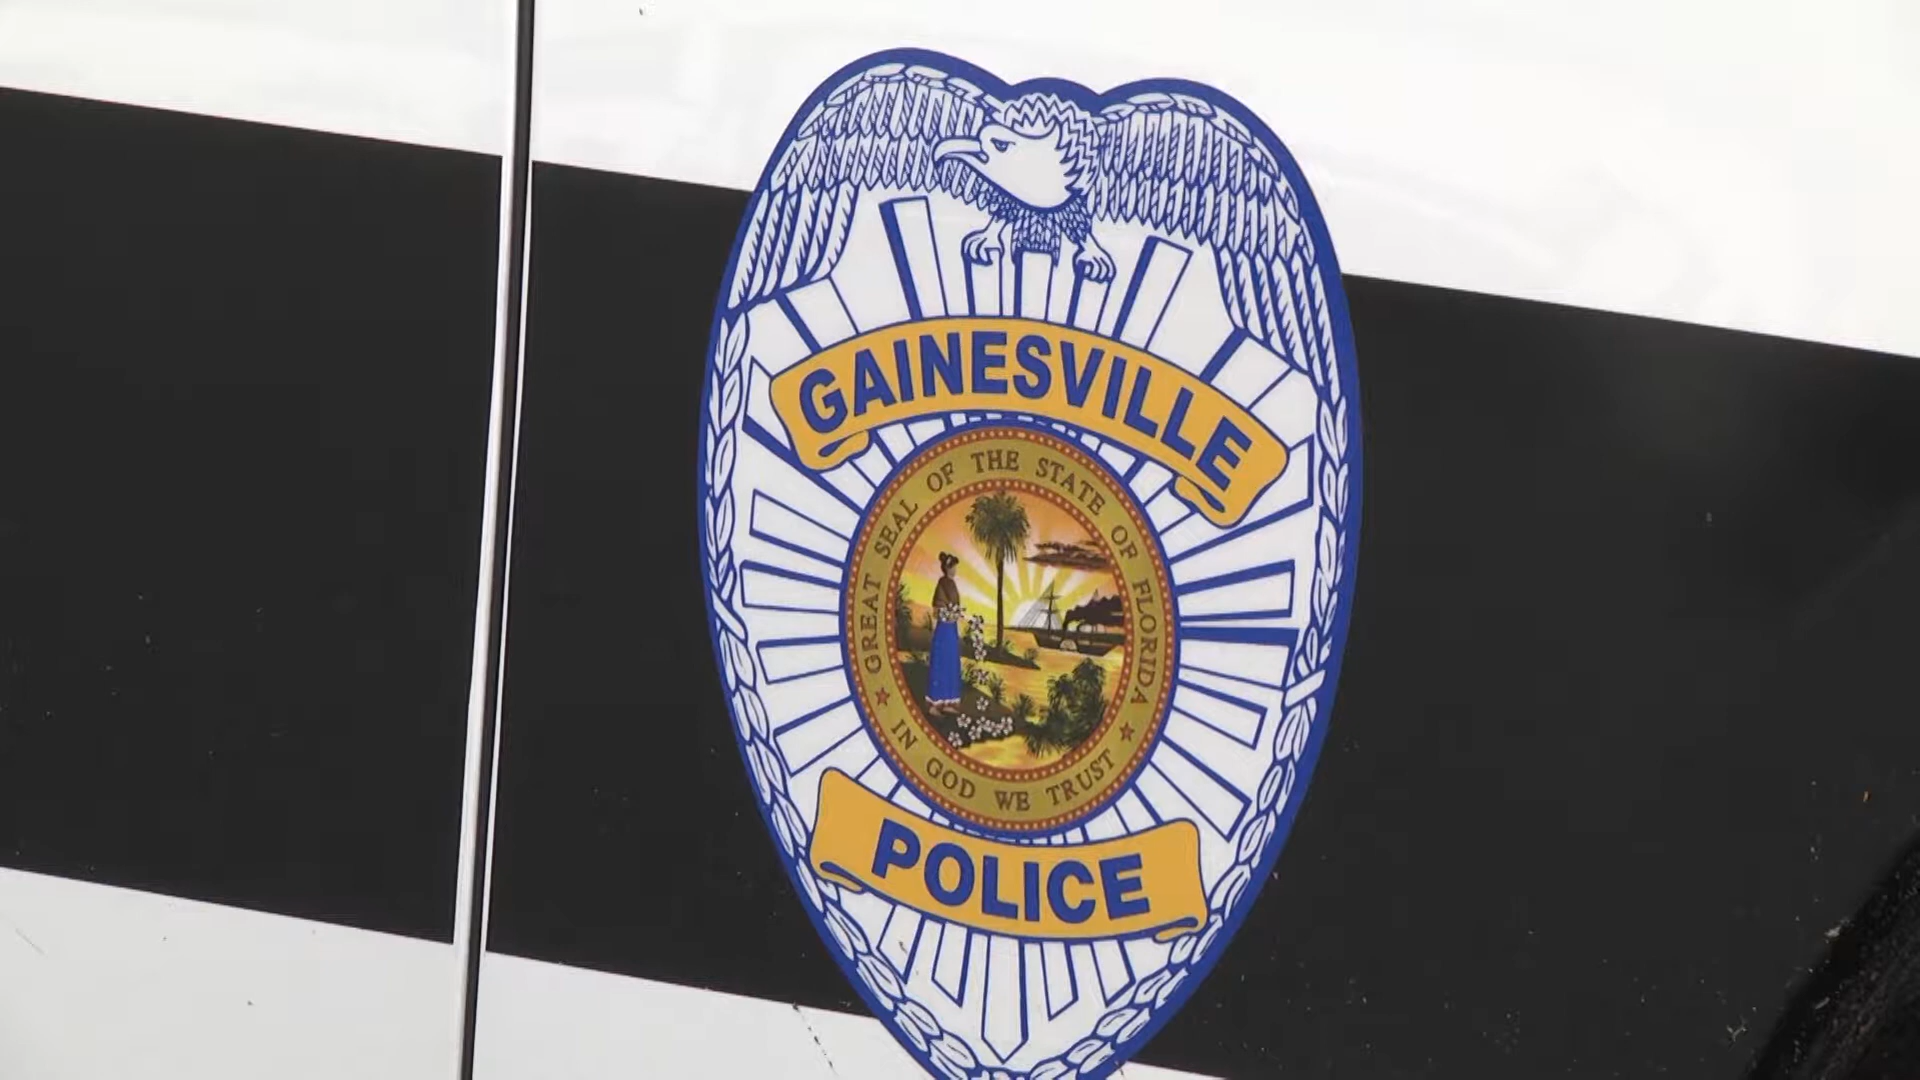 GAINESVILLE
GREAT SEAL OF THE STATE OF FLORIDA
IN GOD WE TRUST
POLICE